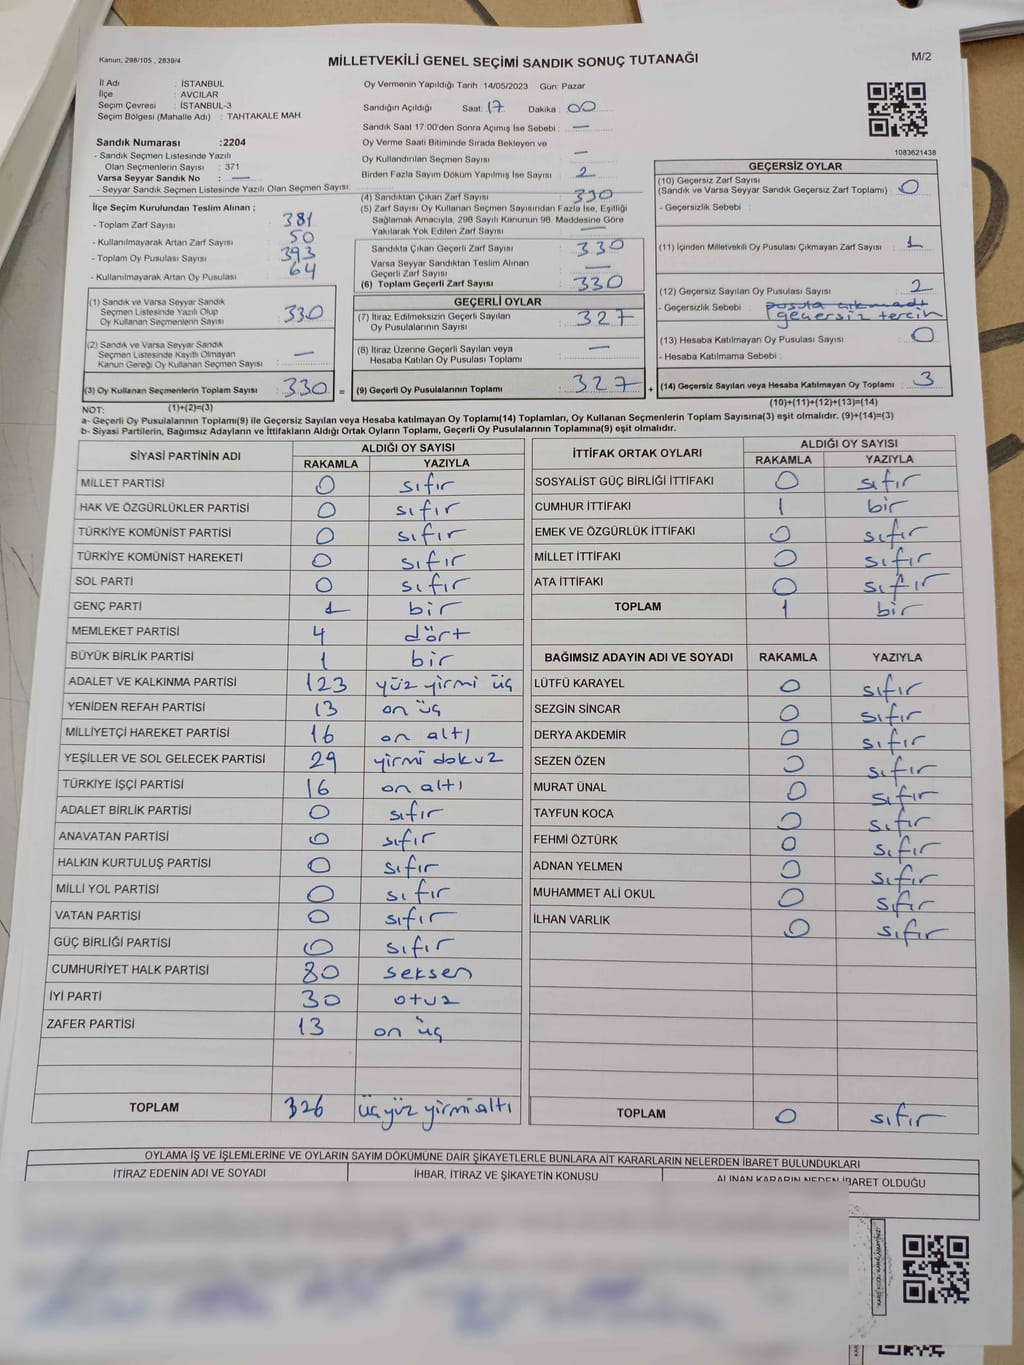 Kanun; 298/105 , 2839/4
MİLLETVEKİLİ GENEL SEÇİMİ SANDIK SONUÇ TUTANAĞI
M/2
İl Adı : İSTANBUL
İlçe : AVCILAR
Seçim Çevresi : İSTANBUL-3
Seçim Bölgesi (Mahalle Adı) : TAHTAKALE MAH.
Sandık Numarası :2204
- Sandık Seçmen Listesinde Yazılı
Olan Seçmenlerin Sayısı : 371
Varsa Seyyar Sandık No : —
- Seyyar Sandık Seçmen Listesinde Yazılı Olan Seçmen Sayısı:
Oy Vermenin Yapıldığı Tarih :14/05/2023 Gün: Pazar
Sandığın Açıldığı Saat :17 Dakika :00
Sandık Saat 17:00'den Sonra Açımış İse Sebebi : —
Oy Verme Saati Bitiminde Sırada Bekleyen ve
Oy Kullandırılan Seçmen Sayısı : —
Birden Fazla Sayım Döküm Yapılmış İse Sayısı : 2
(4) Sandıktan Çıkan Zarf Sayısı : 330
(5) Zarf Sayısı Oy Kullanan Seçmen Sayısından Fazla İse, Eşitliği
Sağlamak Amacıyla, 298 Sayılı Kanunun 98. Maddesine Göre
Yakılarak Yok Edilen Zarf Sayısı : —
Sandıkta Çıkan Geçerli Zarf Sayısı : 330
Varsa Seyyar Sandıktan Teslim Alınan
Geçerli Zarf Sayısı : —
(6) Toplam Geçerli Zarf Sayısı : 330
1083621438
GEÇERSİZ OYLAR
(10) Geçersiz Zarf Sayısı
(Sandık ve Varsa Seyyar Sandık Geçersiz Zarf Toplamı) : 0
- Geçersizlik Sebebi :
(11) İçinden Milletvekili Oy Pusulası Çıkmayan Zarf Sayısı : 1
(12) Geçersiz Sayılan Oy Pusulası Sayısı : 2
- Geçersizlik Sebebi : pusula çıkmadı
geçersiz tercih
(13) Hesaba Katılmayan Oy Pusulası Sayısı : 0
- Hesaba Katılmama Sebebi :
(14) Geçersiz Sayılan veya Hesaba Katılmayan Oy Toplamı : 3
(10)+(11)+(12)+(13)=(14)
İlçe Seçim Kurulundan Teslim Alınan ;
- Toplam Zarf Sayısı : 381
- Kullanılmayarak Artan Zarf Sayısı : 50
- Toplam Oy Pusulası Sayısı : 393
- Kullanılmayarak Artan Oy Pusulası : 64
(1) Sandık ve Varsa Seyyar Sandık
Seçmen Listesinde Yazılı Olup
Oy Kullanan Seçmenlerin Sayısı : 330
(2) Sandık ve Varsa Seyyar Sandık
Seçmen Listesinde Kayıtlı Olmayan
Kanun Gereği Oy Kullanan Seçmen Sayısı : —
(3) Oy Kullanan Seçmenlerin Toplam Sayısı : 330 =
(1)+(2)=(3)
GEÇERLİ OYLAR
(7) İtiraz Edilmeksizin Geçerli Sayılan
Oy Pusulalarının Sayısı : 327
(8) İtiraz Üzerine Geçerli Sayılan veya
Hesaba Katılan Oy Pusulası Toplamı : —
(9) Geçerli Oy Pusulalarının Toplamı : 327 +
NOT:
a- Geçerli Oy Pusulalarının Toplamı(9) ile Geçersiz Sayılan veya Hesaba katılmayan Oy Toplamı(14) Toplamları, Oy Kullanan Seçmenlerin Toplam Sayısına(3) eşit olmalıdır. (9)+(14)=(3)
b- Siyasi Partilerin, Bağımsız Adayların ve İttifakların Aldığı Ortak Oyların Toplamı, Geçerli Oy Pusulalarının Toplamına(9) eşit olmalıdır.
SİYASİ PARTİNİN ADI ALDIĞI OY SAYISI
RAKAMLA YAZIYLA
MİLLET PARTİSİ 0 sıfır
HAK VE ÖZGÜRLÜKLER PARTİSİ 0 sıfır
TÜRKİYE KOMÜNİST PARTİSİ 0 sıfır
TÜRKİYE KOMÜNİST HAREKETİ 0 sıfır
SOL PARTİ 0 sıfır
GENÇ PARTİ 1 bir
MEMLEKET PARTİSİ 4 dört
BÜYÜK BİRLİK PARTİSİ 1 bir
ADALET VE KALKINMA PARTİSİ 123 yüz yirmi üç
YENİDEN REFAH PARTİSİ 13 on üç
MİLLİYETÇİ HAREKET PARTİSİ 16 on altı
YEŞİLLER VE SOL GELECEK PARTİSİ 29 yirmi dokuz
TÜRKİYE İŞÇİ PARTİSİ 16 on altı
ADALET BİRLİK PARTİSİ 0 sıfır
ANAVATAN PARTİSİ 0 sıfır
HALKIN KURTULUŞ PARTİSİ 0 sıfır
MİLLİ YOL PARTİSİ 0 sıfır
VATAN PARTİSİ 0 sıfır
GÜÇ BİRLİĞİ PARTİSİ 0 sıfır
CUMHURİYET HALK PARTİSİ 80 seksen
İYİ PARTİ 30 otuz
ZAFER PARTİSİ 13 on üç
TOPLAM 326 üçyüz yirmi altı
İTTİFAK ORTAK OYLARI ALDIĞI OY SAYISI
RAKAMLA YAZIYLA
SOSYALİST GÜÇ BİRLİĞİ İTTİFAKI 0 sıfır
CUMHUR İTTİFAKI 1 bir
EMEK VE ÖZGÜRLÜK İTTİFAKI 0 sıfır
MİLLET İTTİFAKI 0 sıfır
ATA İTTİFAKI 0 sıfır
TOPLAM 1 bir
BAĞIMSIZ ADAYIN ADI VE SOYADI RAKAMLA YAZIYLA
LÜTFÜ KARAYEL 0 sıfır
SEZGİN SİNCAR 0 sıfır
DERYA AKDEMİR 0 sıfır
SEZEN ÖZEN 0 sıfır
MURAT ÜNAL 0 sıfır
TAYFUN KOCA 0 sıfır
FEHMİ ÖZTÜRK 0 sıfır
ADNAN YELMEN 0 sıfır
MUHAMMET ALİ OKUL 0 sıfır
İLHAN VARLIK 0 sıfır
TOPLAM 0 sıfır
OYLAMA İŞ VE İŞLEMLERİNE VE OYLARIN SAYIM DÖKÜMÜNE DAİR ŞİKAYETLERLE BUNLARA AİT KARARLARIN NELERDEN İBARET BULUNDUKLARI
İTİRAZ EDENİN ADI VE SOYADI İHBAR, İTİRAZ VE ŞİKAYETİN KONUSU ALINAN KARARIN NEDEN İBARET OLDUĞU